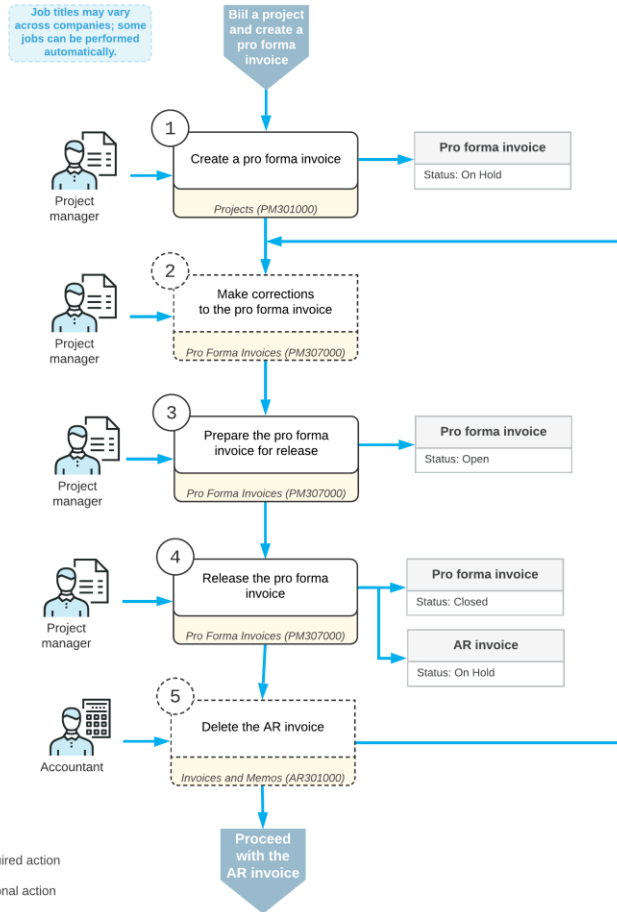 Job titles may vary
across companies; some
jobs can be performed
automatically.
Biil a project
and create a
pro forma
invoice
1
Create a pro forma invoice
Projects (PM301000)
Project
manager
Pro forma invoice
Status: On Hold
2
Make corrections
to the pro forma invoice
Pro Forma Invoices (PM307000)
Project
manager
3
Prepare the pro forma
invoice for release
Pro Forma Invoices (PM307000)
Project
manager
Pro forma invoice
Status: Open
4
Release the pro forma
invoice
Pro Forma Invoices (PM307000)
Project
manager
Pro forma invoice
Status: Closed
AR invoice
Status: On Hold
5
Delete the AR invoice
Invoices and Memos (AR301000)
Accountant
Proceed
with the
AR invoice
uired action
onal action